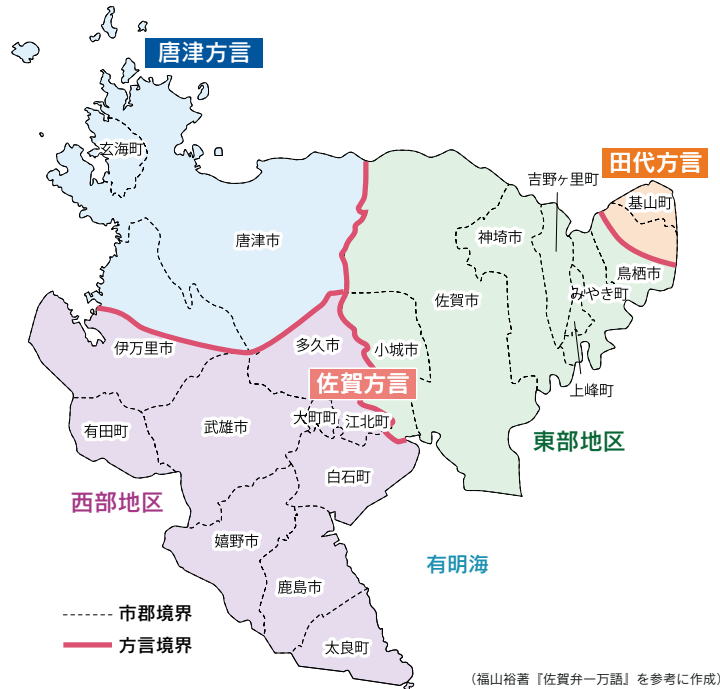 唐津方言
玄海町
田代方言
吉野ヶ里町
基山町
唐津市
神埼市
鳥栖市
みやき町
佐賀市
伊万里市
多久市
小城市
佐賀方言
上峰町
大町町
江北町
有田町
武雄市
東部地区
白石町
西部地区
嬉野市
有明海
鹿島市
市郡境界
方言境界
太良町
（福山裕著『佐賀弁一万語』を参考に作成）